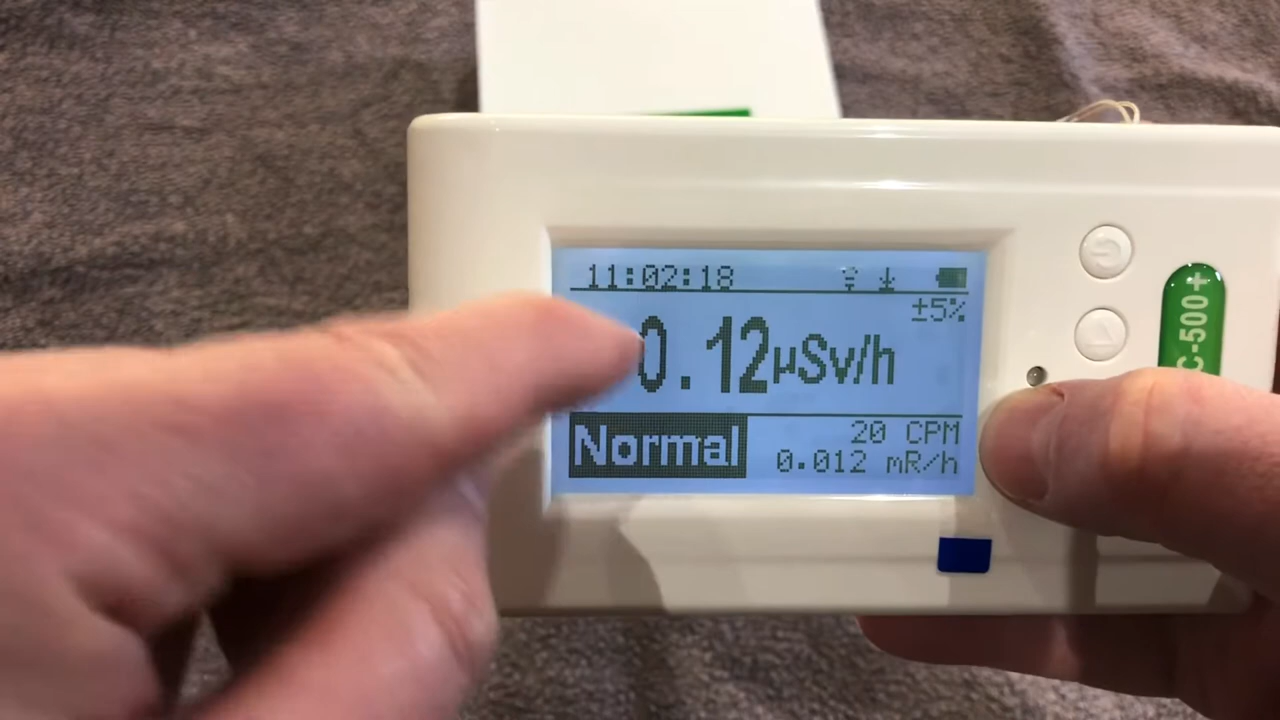 11:02:18
±5%
0.12μSv/h
Normal
20 CPM
0.012 mR/h
C-500+